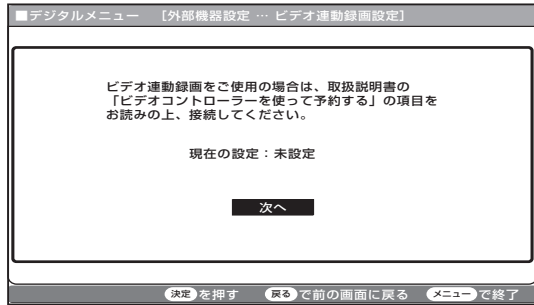 ■デジタルメニュー [外部機器設定 … ビデオ連動録画設定]
ビデオ連動録画をご使用の場合は、取扱説明書の
「ビデオコントローラーを使って予約する」の項目を
お読みの上、接続してください。
現在の設定：未設定
次へ
決定 を押す 戻る で前の画面に戻る メニュー で終了